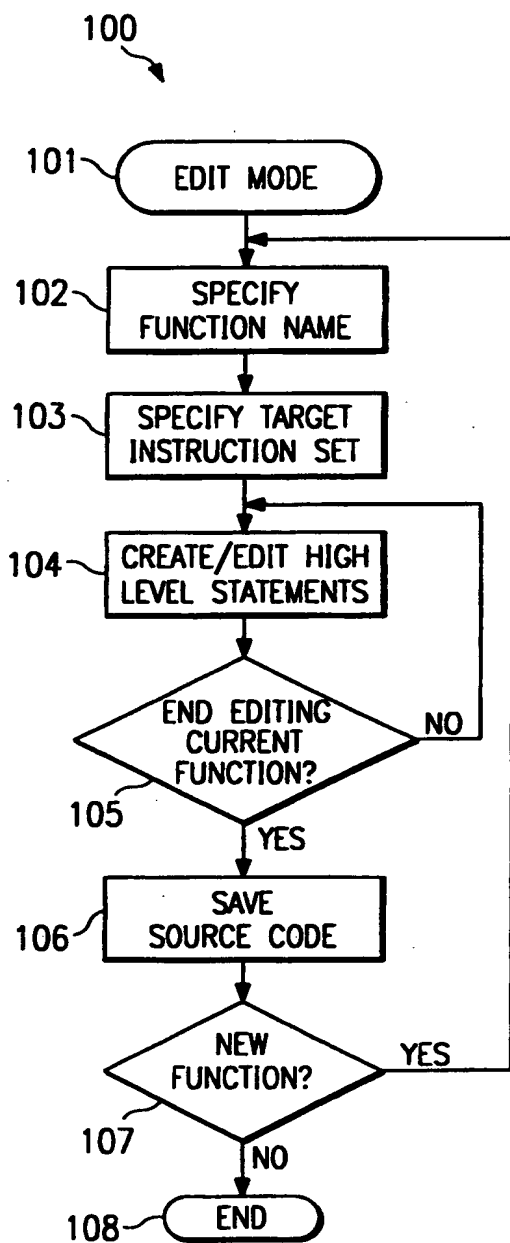 100
101
EDIT MODE
102
SPECIFY
FUNCTION NAME
103
SPECIFY TARGET
INSTRUCTION SET
104
CREATE/EDIT HIGH
LEVEL STATEMENTS
END EDITING
CURRENT
FUNCTION?
NO
105
YES
106
SAVE
SOURCE CODE
NEW
FUNCTION?
YES
107
NO
108
END